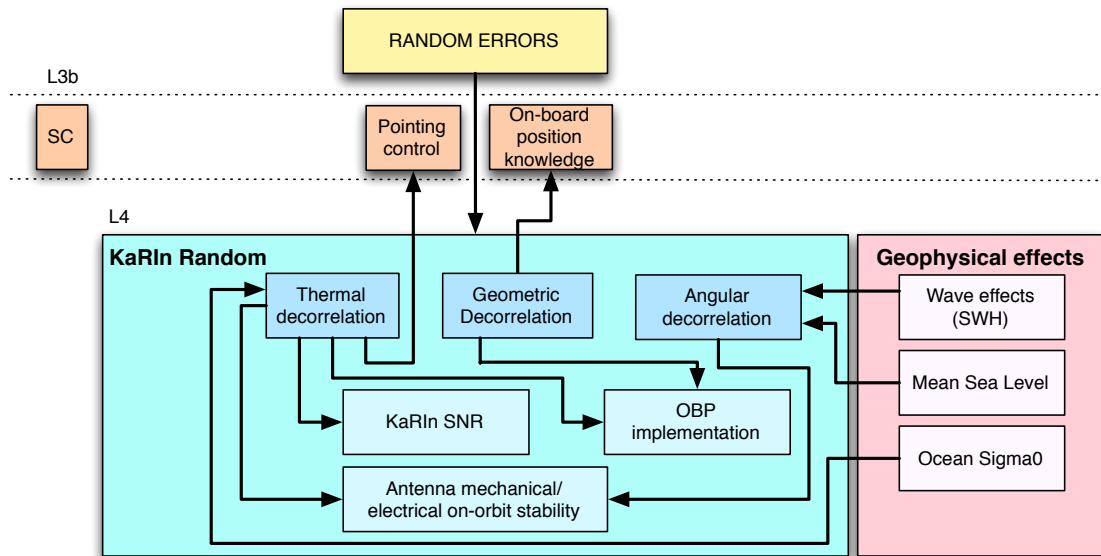 RANDOM ERRORS
L3b
SC
Pointing
control
On-board
position
knowledge
L4
KaRIn Random
Geophysical effects
Thermal
decorrelation
Geometric
Decorrelation
Angular
decorrelation
Wave effects
(SWH)
Mean Sea Level
KaRIn SNR
OBP
implementation
Ocean Sigma0
Antenna mechanical/
electrical on-orbit stability